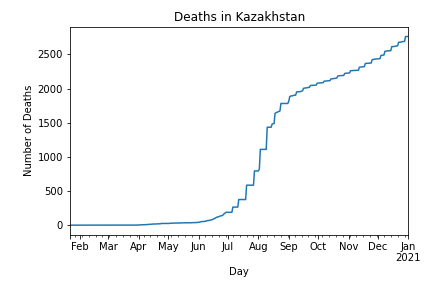 Deaths in Kazakhstan
Number of Deaths
2500
2000
1500
1000
500
0
Feb Mar Apr May Jun Jul Aug Sep Oct Nov Dec Jan
2021
Day